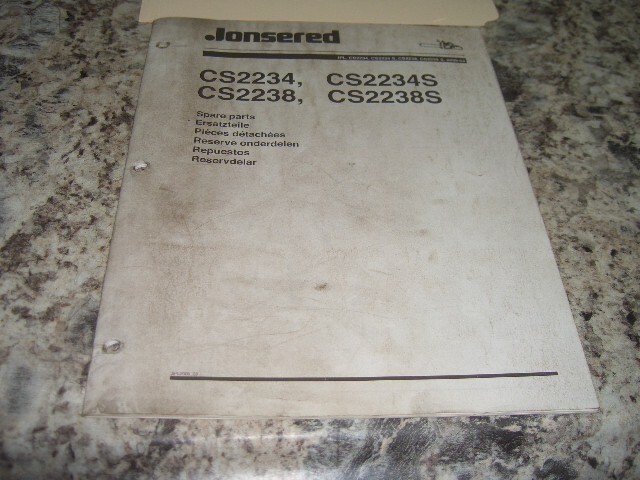 Jonsered
CS2234, CS2234S
CS2238, CS2238S
Spare parts
Ersatzteile
Pièces détachées
Reserve onderdelen
Repuestos
Reservdelar